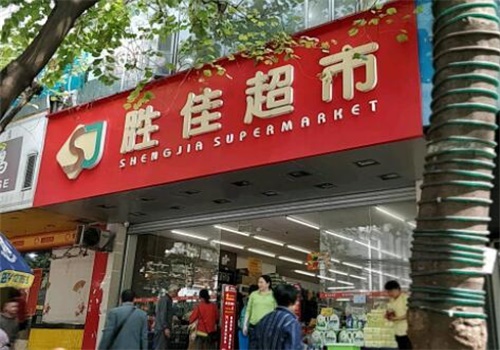 胜佳超市
SHENGJIA SUPERMARKET